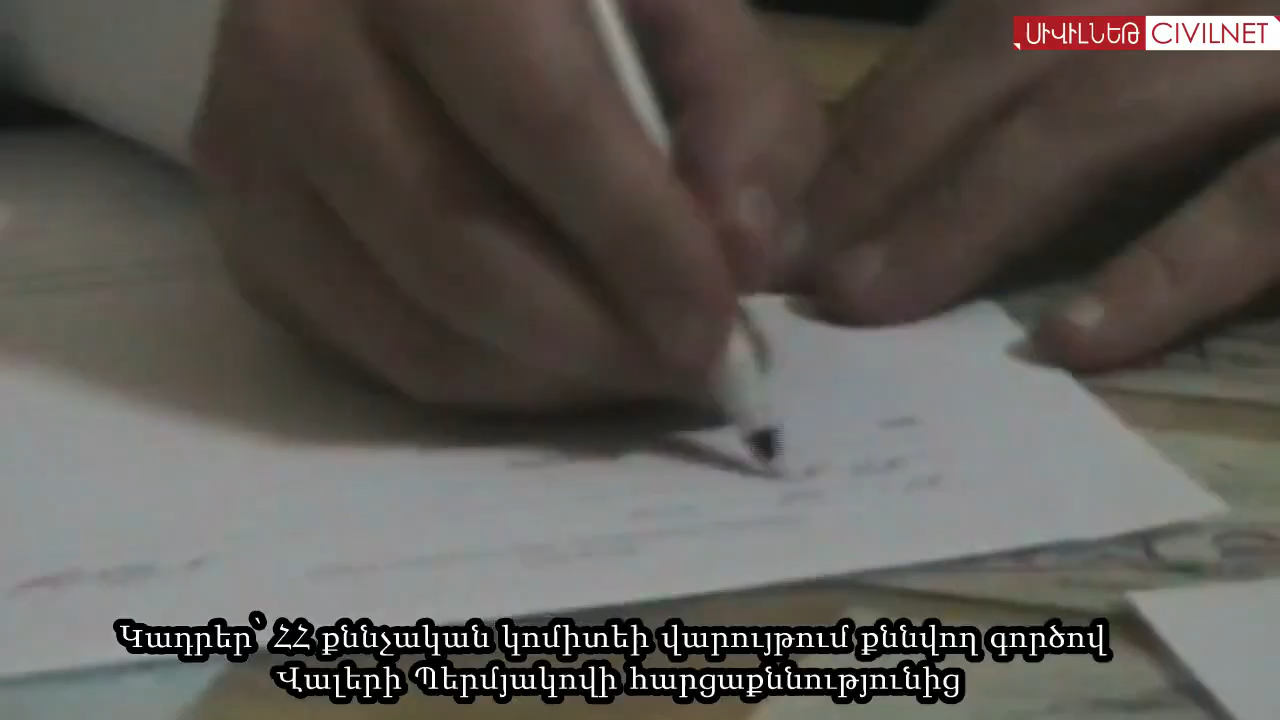 ՍԻՎԻԼՆԵԹ CIVILNET
Կադրեր՝ ՀՀ քննչական կոմիտեի վարույթում քննվող գործով
Վալերի Պերմյակովի հարցաքննությունից